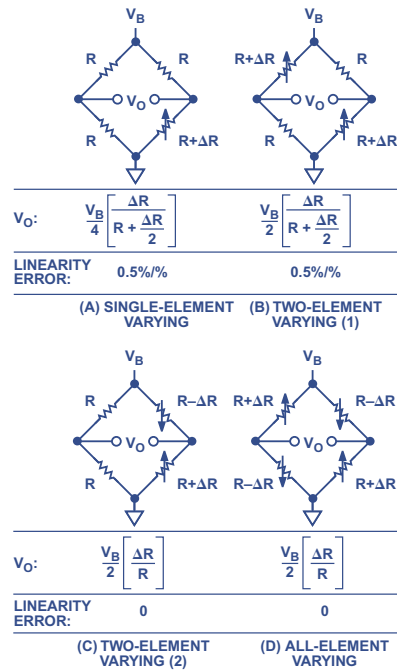 V_B V_B
R R R+ΔR R
V_O V_O
R R+ΔR R R+ΔR
V_O: V_B/4 [ΔR / (R + ΔR/2)] V_B/2 [ΔR / (R + ΔR/2)]
LINEARITY ERROR: 0.5%/% 0.5%/%
(A) SINGLE-ELEMENT (B) TWO-ELEMENT
VARYING VARYING (1)
V_B V_B
R R–ΔR R+ΔR R–ΔR
V_O V_O
R R+ΔR R–ΔR R+ΔR
V_O: V_B/2 [ΔR/R] V_B/2 [ΔR/R]
LINEARITY ERROR: 0 0
(C) TWO-ELEMENT (D) ALL-ELEMENT
VARYING (2) VARYING